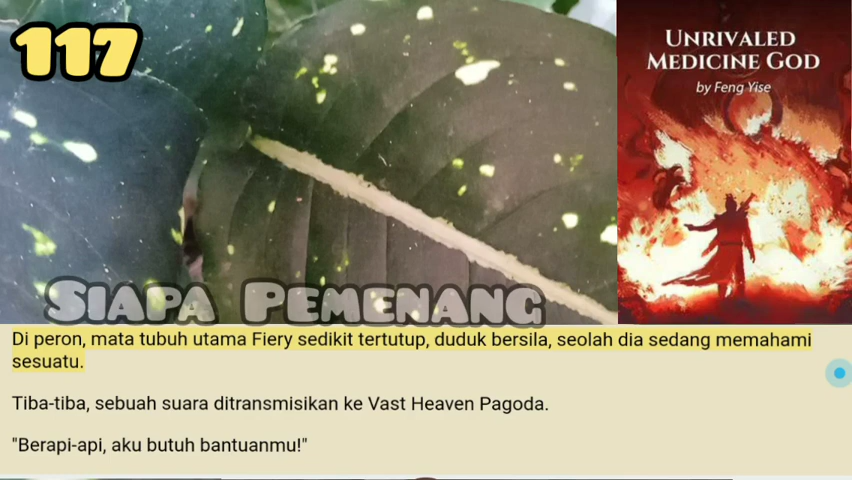 117
UNRIVALED
MEDICINE GOD
by Feng Yise
SIAPA PEMENANG
Di peron, mata tubuh utama Fiery sedikit tertutup, duduk bersila, seolah dia sedang memahami
sesuatu.
Tiba-tiba, sebuah suara ditransmisikan ke Vast Heaven Pagoda.
"Berapi-api, aku butuh bantuanmu!"